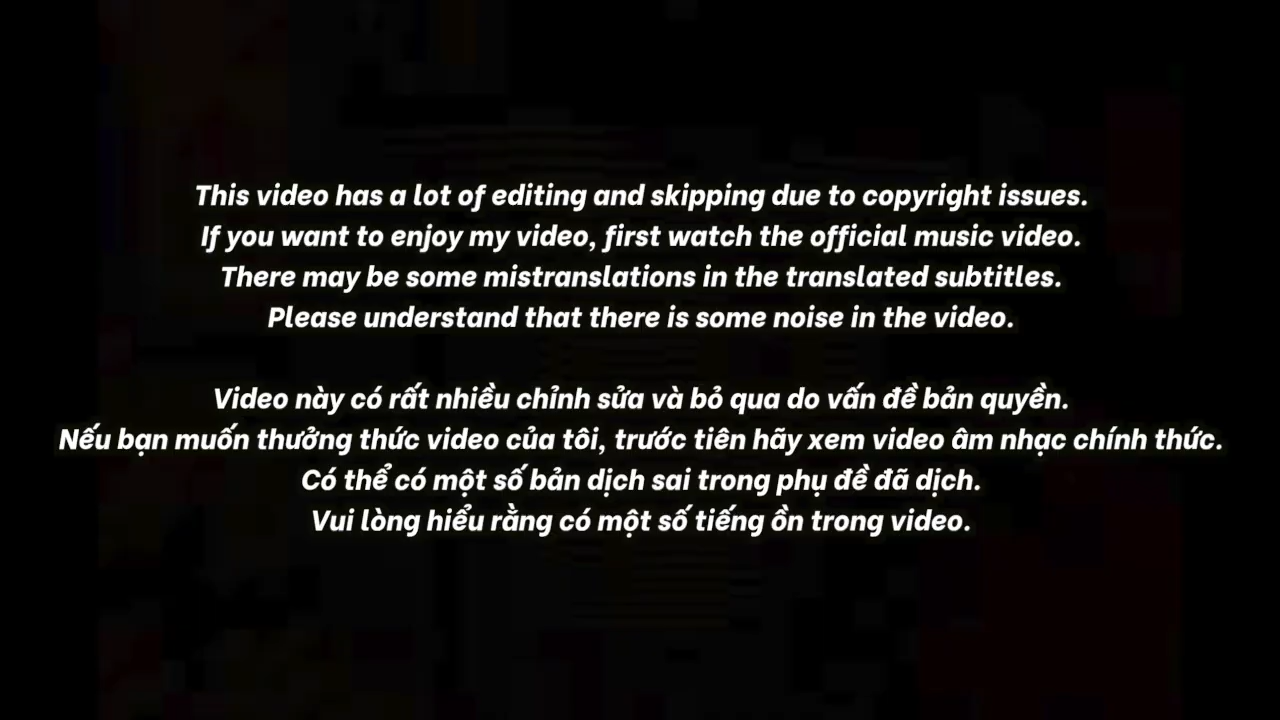 This video has a lot of editing and skipping due to copyright issues.
If you want to enjoy my video, first watch the official music video.
There may be some mistranslations in the translated subtitles.
Please understand that there is some noise in the video.
Video này có rất nhiều chỉnh sửa và bỏ qua do vấn đề bản quyền.
Nếu bạn muốn thưởng thức video của tôi, trước tiên hãy xem video âm nhạc chính thức.
Có thể có một số bản dịch sai trong phụ đề đã dịch.
Vui lòng hiểu rằng có một số tiếng ồn trong video.